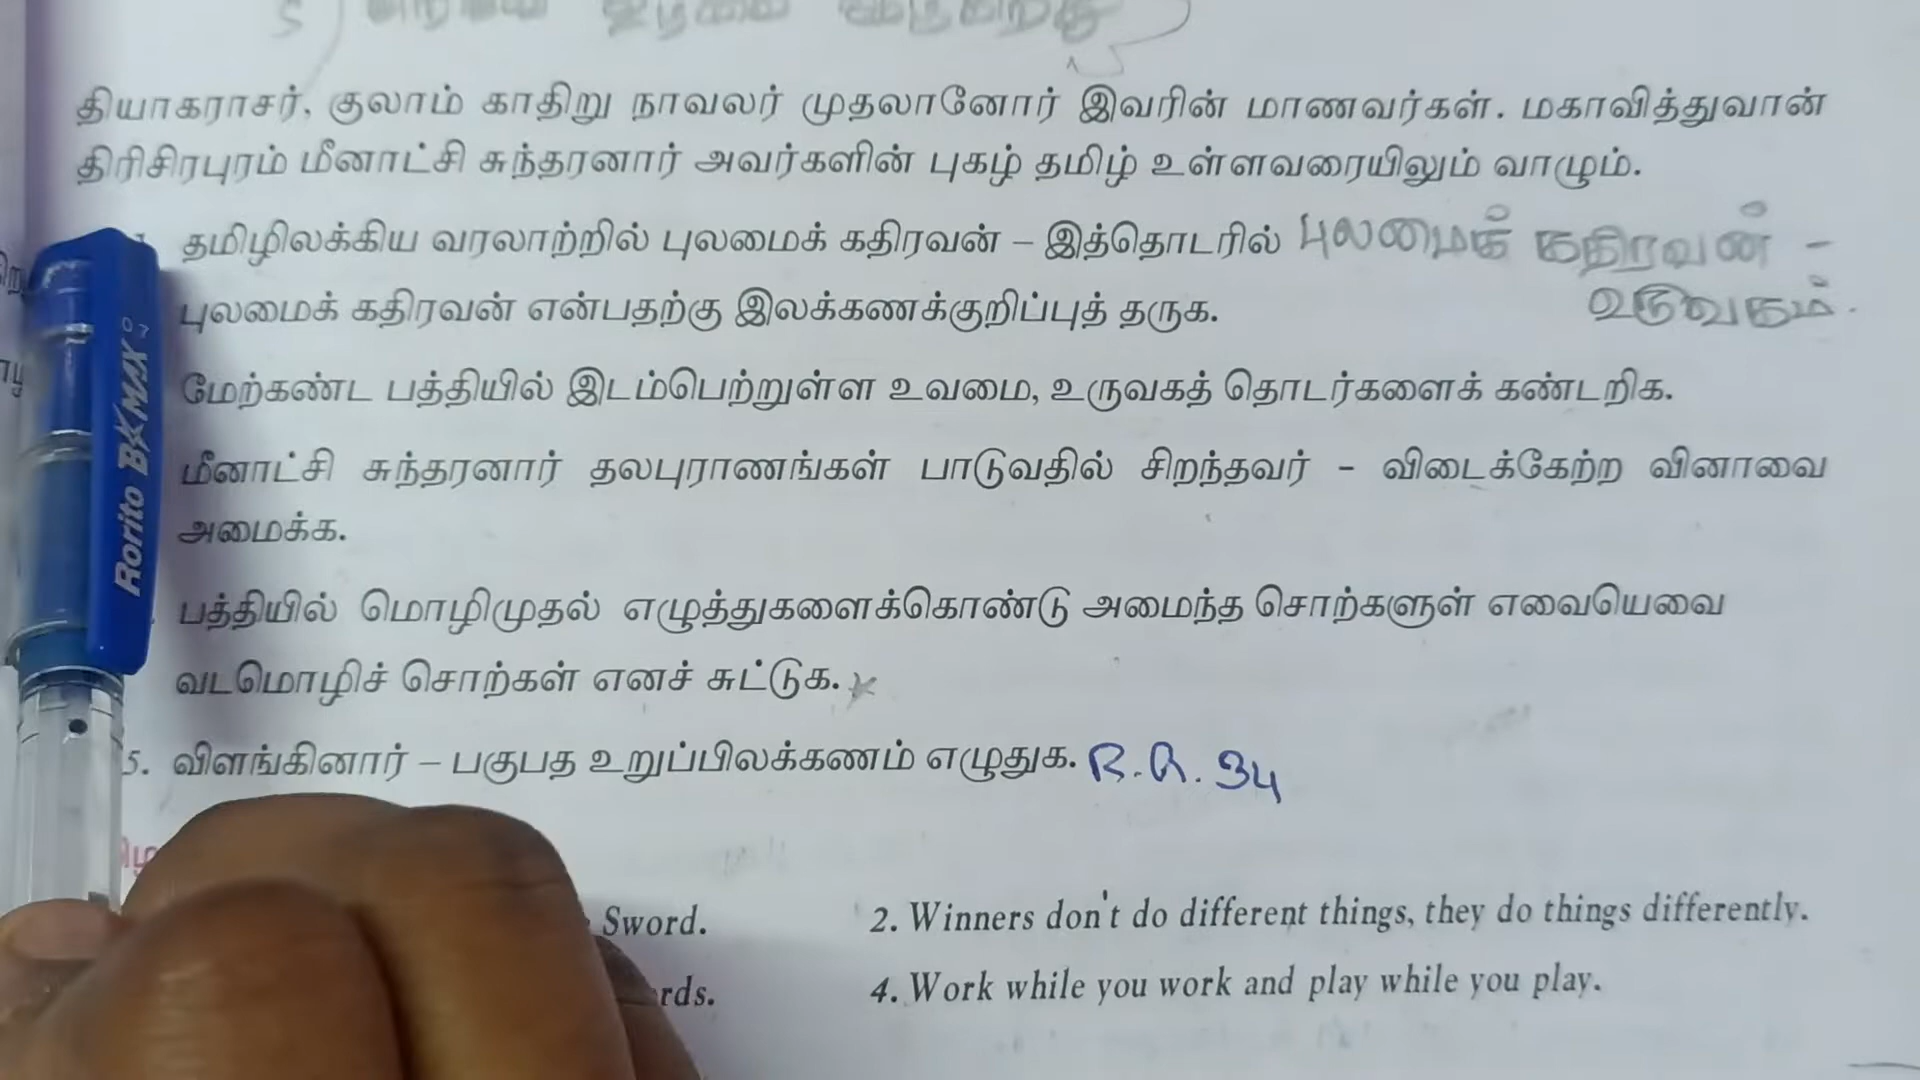 தியாகராசர், குலாம் காதிறு நாவலர் முதலானோர் இவரின் மாணவர்கள். மகாவித்துவான்
திரிசிரபுரம் மீனாட்சி சுந்தரனார் அவர்களின் புகழ் தமிழ் உள்ளவரையிலும் வாழும்.
தமிழிலக்கிய வரலாற்றில் புலமைக் கதிரவன் – இத்தொடரில் புலமைக் கதிரவன் –
புலமைக் கதிரவன் என்பதற்கு இலக்கணக்குறிப்புத் தருக. உருவகம்.
மேற்கண்ட பத்தியில் இடம்பெற்றுள்ள உவமை, உருவகத் தொடர்களைக் கண்டறிக.
மீனாட்சி சுந்தரனார் தலபுராணங்கள் பாடுவதில் சிறந்தவர் - விடைக்கேற்ற வினாவை
அமைக்க.
பத்தியில் மொழிமுதல் எழுத்துகளைக்கொண்டு அமைந்த சொற்களுள் எவையெவை
வடமொழிச் சொற்கள் எனச் சுட்டுக.
5. விளங்கினார் – பகுபத உறுப்பிலக்கணம் எழுதுக. B.A. 34
Sword. 2. Winners don't do different things, they do things differently.
4. Work while you work and play while you play.
Rorito BXMAX 0.7